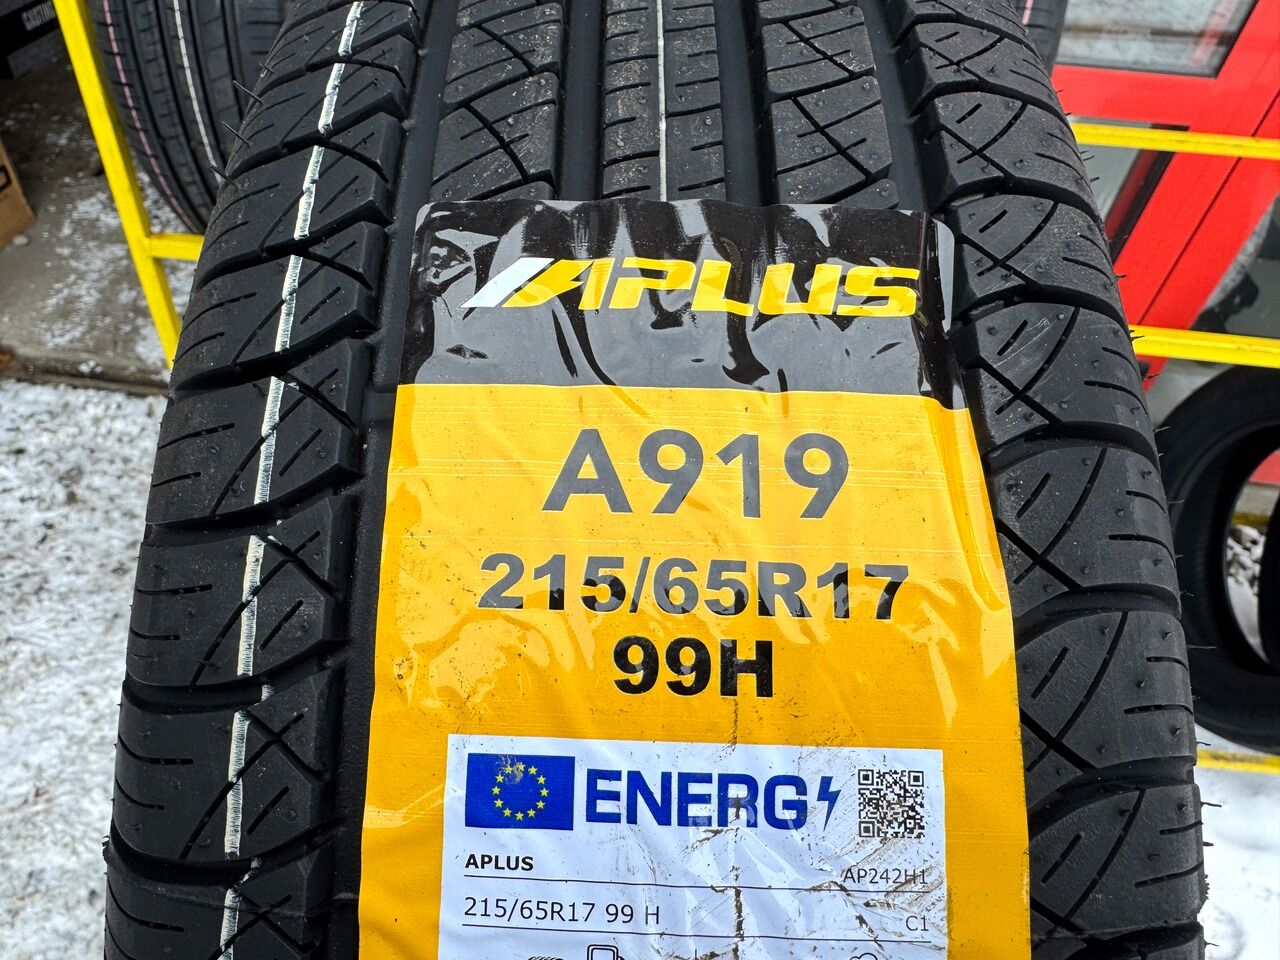 APLUS
A919
215/65R17
99H
ENERG
APLUS AP242H1
215/65R17 99 H C1